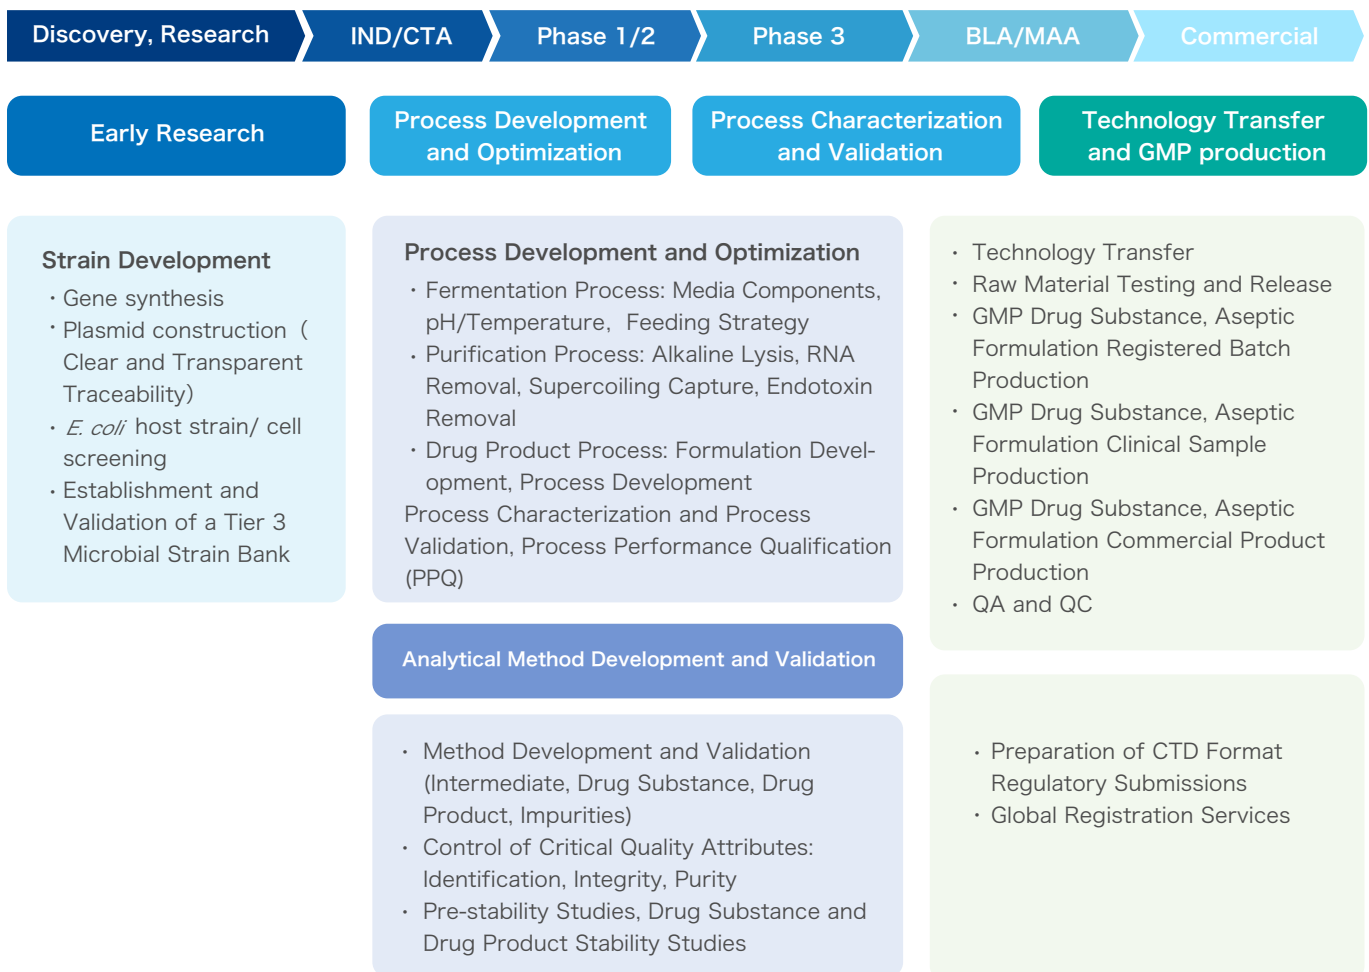 Discovery, Research
IND/CTA
Phase 1/2
Phase 3
BLA/MAA
Commercial
Early Research
Process Development
and Optimization
Process Characterization
and Validation
Technology Transfer
and GMP production
Strain Development
· Gene synthesis
· Plasmid construction（
Clear and Transparent
Traceability）
· E. coli host strain/ cell
screening
· Establishment and
Validation of a Tier 3
Microbial Strain Bank
Process Development and Optimization
· Fermentation Process: Media Components,
pH/Temperature, Feeding Strategy
· Purification Process: Alkaline Lysis, RNA
Removal, Supercoiling Capture, Endotoxin
Removal
· Drug Product Process: Formulation Devel-
opment, Process Development
Process Characterization and Process
Validation, Process Performance Qualification
(PPQ)
Analytical Method Development and Validation
· Method Development and Validation
(Intermediate, Drug Substance, Drug
Product, Impurities)
· Control of Critical Quality Attributes:
Identification, Integrity, Purity
· Pre-stability Studies, Drug Substance and
Drug Product Stability Studies
· Technology Transfer
· Raw Material Testing and Release
· GMP Drug Substance, Aseptic
Formulation Registered Batch
Production
· GMP Drug Substance, Aseptic
Formulation Clinical Sample
Production
· GMP Drug Substance, Aseptic
Formulation Commercial Product
Production
· QA and QC
· Preparation of CTD Format
Regulatory Submissions
· Global Registration Services